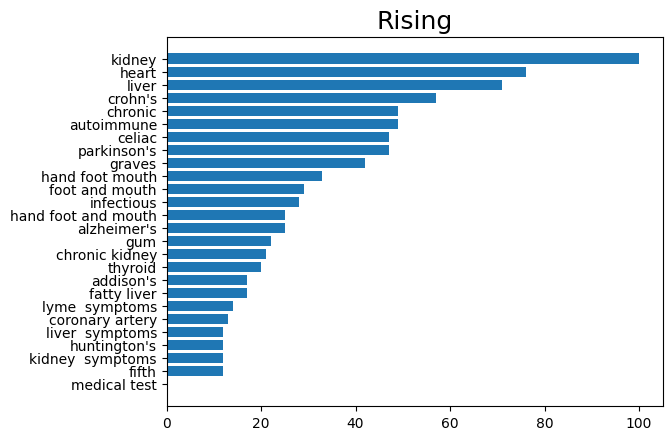 Rising
kidney
heart
liver
crohn's
chronic
autoimmune
celiac
parkinson's
graves
hand foot mouth
foot and mouth
infectious
hand foot and mouth
alzheimer's
gum
chronic kidney
thyroid
addison's
fatty liver
lyme  symptoms
coronary artery
liver  symptoms
huntington's
kidney  symptoms
fifth
medical test
0 20 40 60 80 100